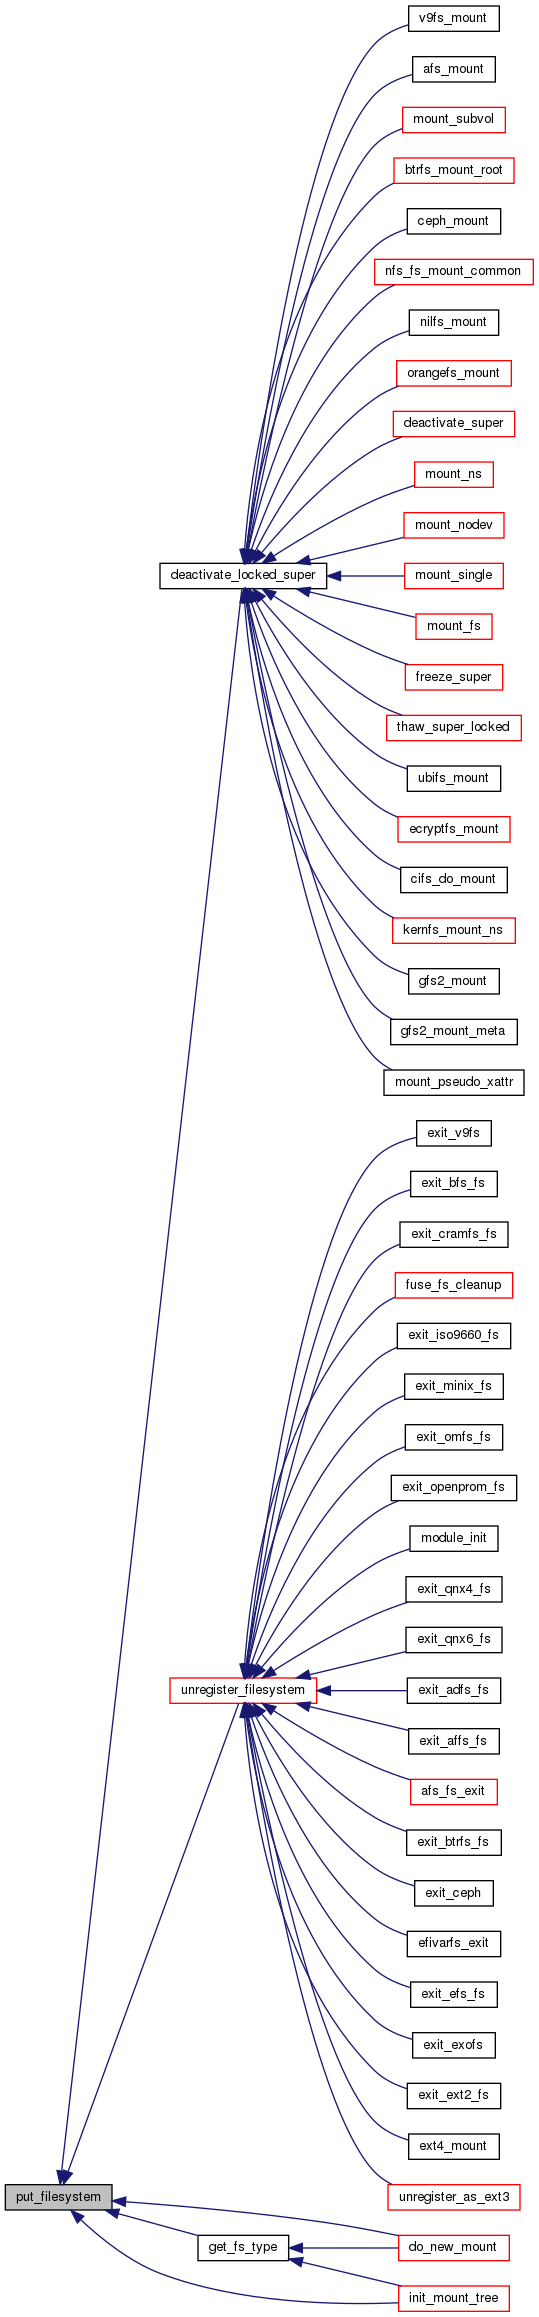 v9fs_mount
afs_mount
mount_subvol
btrfs_mount_root
ceph_mount
nfs_fs_mount_common
nilfs_mount
orangefs_mount
deactivate_super
mount_ns
mount_nodev
deactivate_locked_super
mount_single
mount_fs
freeze_super
thaw_super_locked
ubifs_mount
ecryptfs_mount
cifs_do_mount
kernfs_mount_ns
gfs2_mount
gfs2_mount_meta
mount_pseudo_xattr
exit_v9fs
exit_bfs_fs
exit_cramfs_fs
fuse_fs_cleanup
exit_iso9660_fs
exit_minix_fs
exit_omfs_fs
exit_openprom_fs
module_init
exit_qnx4_fs
exit_qnx6_fs
unregister_filesystem
exit_adfs_fs
exit_affs_fs
afs_fs_exit
exit_btrfs_fs
exit_ceph
efivarfs_exit
exit_efs_fs
exit_exofs
exit_ext2_fs
ext4_mount
put_filesystem
unregister_as_ext3
get_fs_type
do_new_mount
init_mount_tree